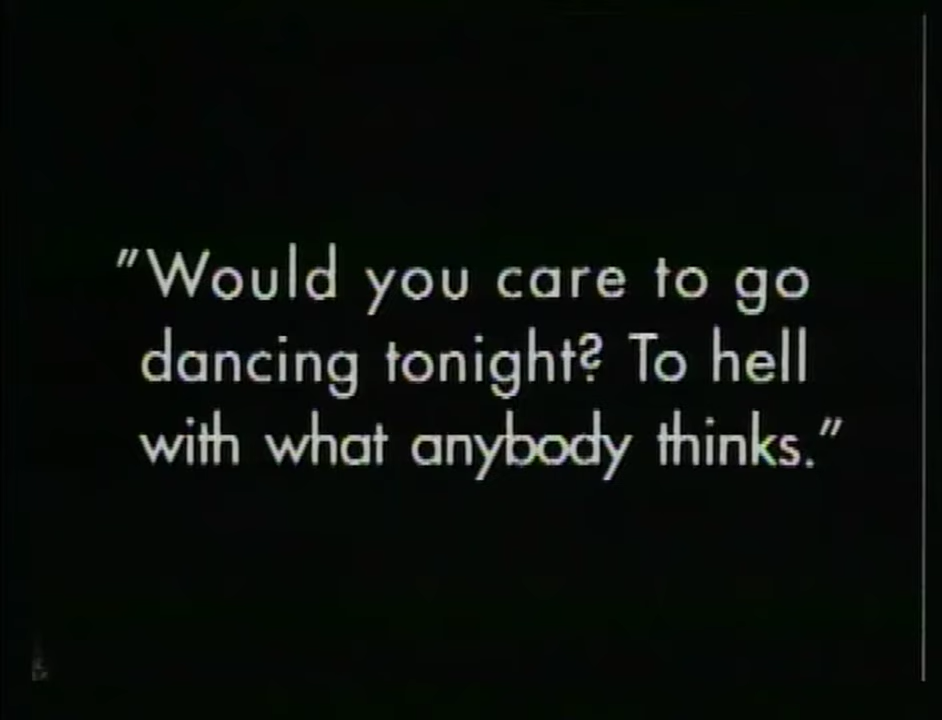 "Would you care to go
dancing tonight? To hell
with what anybody thinks."